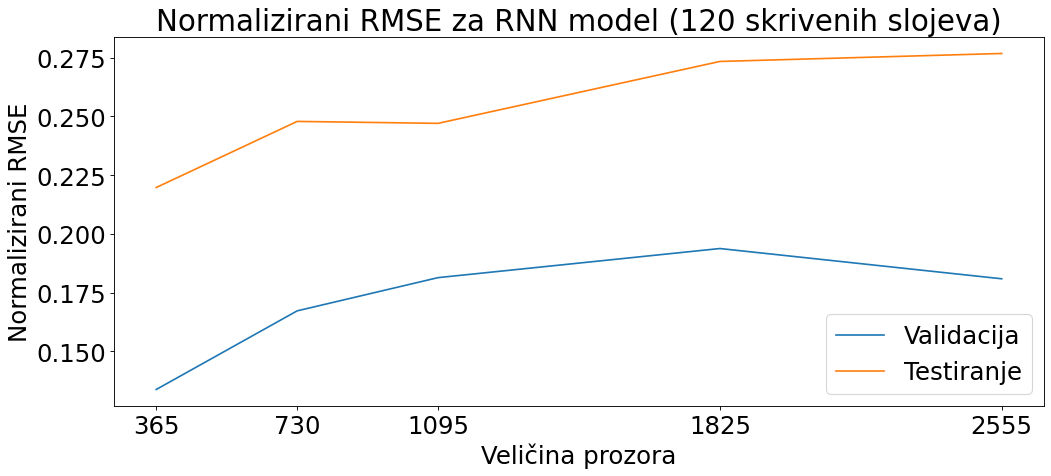 Normalizirani RMSE za RNN model (120 skrivenih slojeva)
Normalizirani RMSE
0.275
0.250
0.225
0.200
0.175
0.150
Validacija
Testiranje
365 730 1095 1825 2555
Veličina prozora